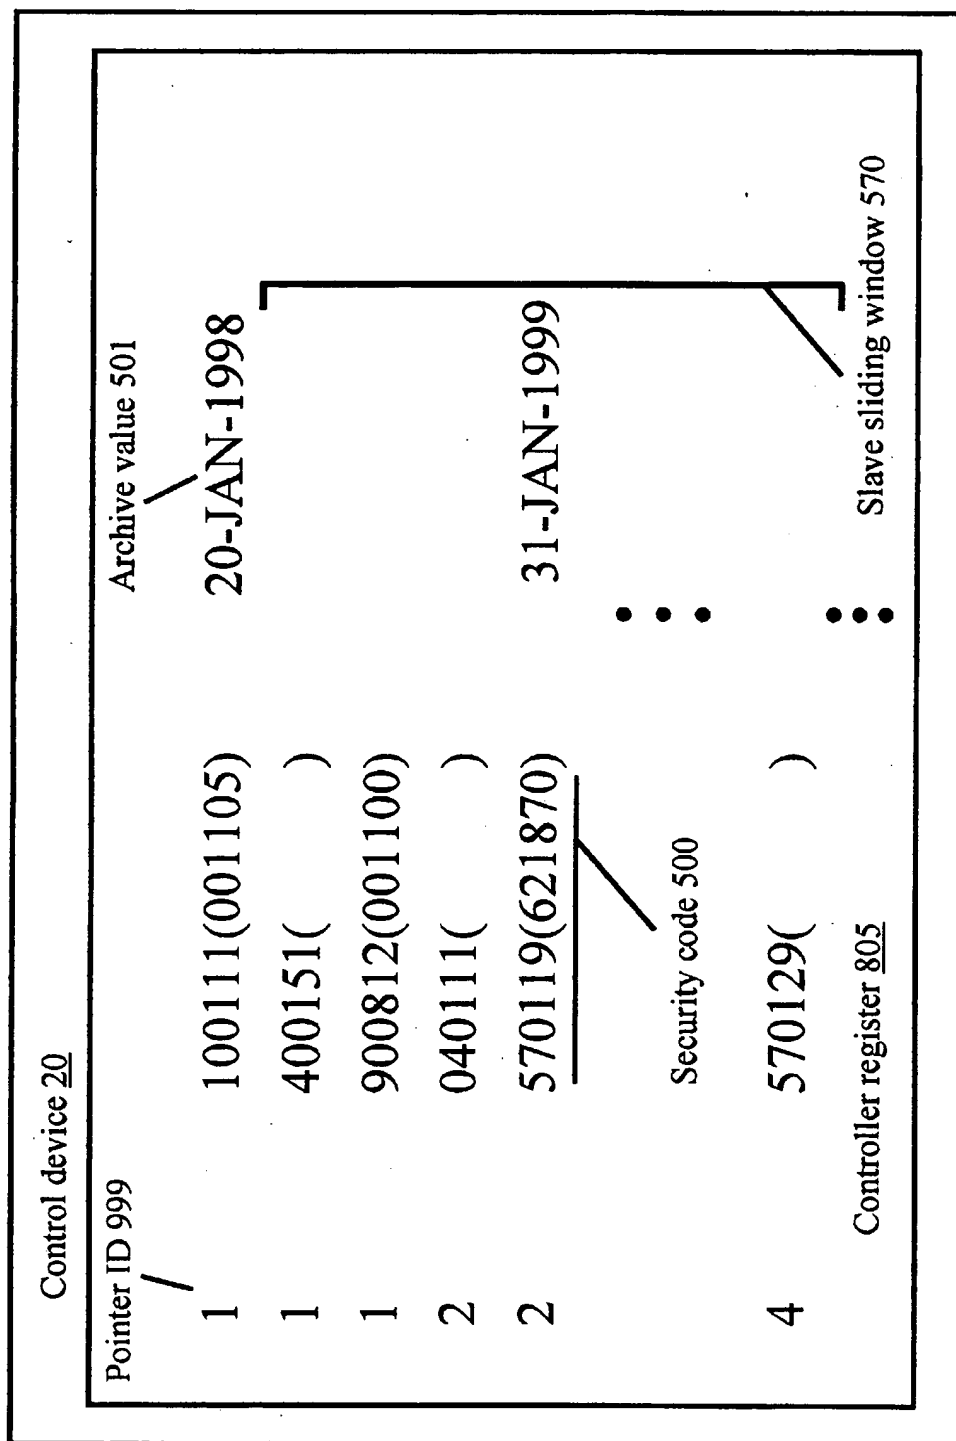 Control device 20
Pointer ID 999
Archive value 501
1 100111(001105) 20-JAN-1998
1 400151( )
1 900812(001100)
2 040111( )
2 570119(621870) 31-JAN-1999
Security code 500
4 570129( )
Controller register 805
Slave sliding window 570